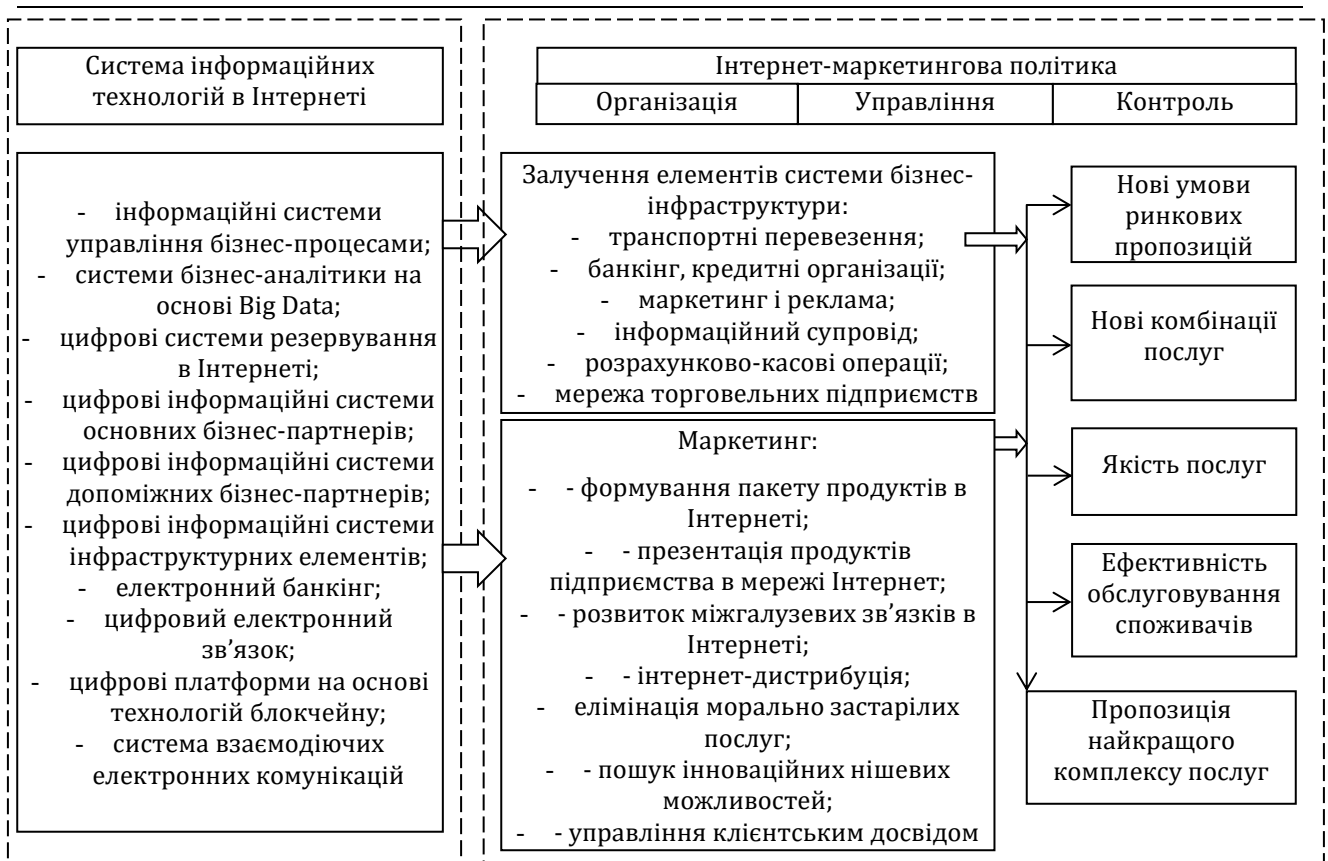 Система інформаційних
технологій в Інтернеті
Інтернет-маркетингова політика
Організація
Управління
Контроль
- інформаційні системи
управління бізнес-процесами;
- системи бізнес-аналітики на
основі Big Data;
- цифрові системи резервування
в Інтернеті;
- цифрові інформаційні системи
основних бізнес-партнерів;
- цифрові інформаційні системи
допоміжних бізнес-партнерів;
- цифрові інформаційні системи
інфраструктурних елементів;
- електронний банкінг;
- цифровий електронний
зв’язок;
- цифрові платформи на основі
технологій блокчейну;
- система взаємодіючих
електронних комунікацій
Залучення елементів системи бізнес-
інфраструктури:
- транспортні перевезення;
- банкінг, кредитні організації;
- маркетинг і реклама;
- інформаційний супровід;
- розрахунково-касові операції;
- мережа торговельних підприємств
Маркетинг:
- - формування пакету продуктів в
Інтернеті;
- - презентація продуктів
підприємства в мережі Інтернет;
- - розвиток міжгалузевих зв’язків в
Інтернеті;
- - інтернет-дистрибуція;
- елімінація морально застарілих
послуг;
- - пошук інноваційних нішевих
можливостей;
- - управління клієнтським досвідом
Нові умови
ринкових
пропозицій
Нові комбінації
послуг
Якість послуг
Ефективність
обслуговування
споживачів
Пропозиція
найкращого
комплексу послуг